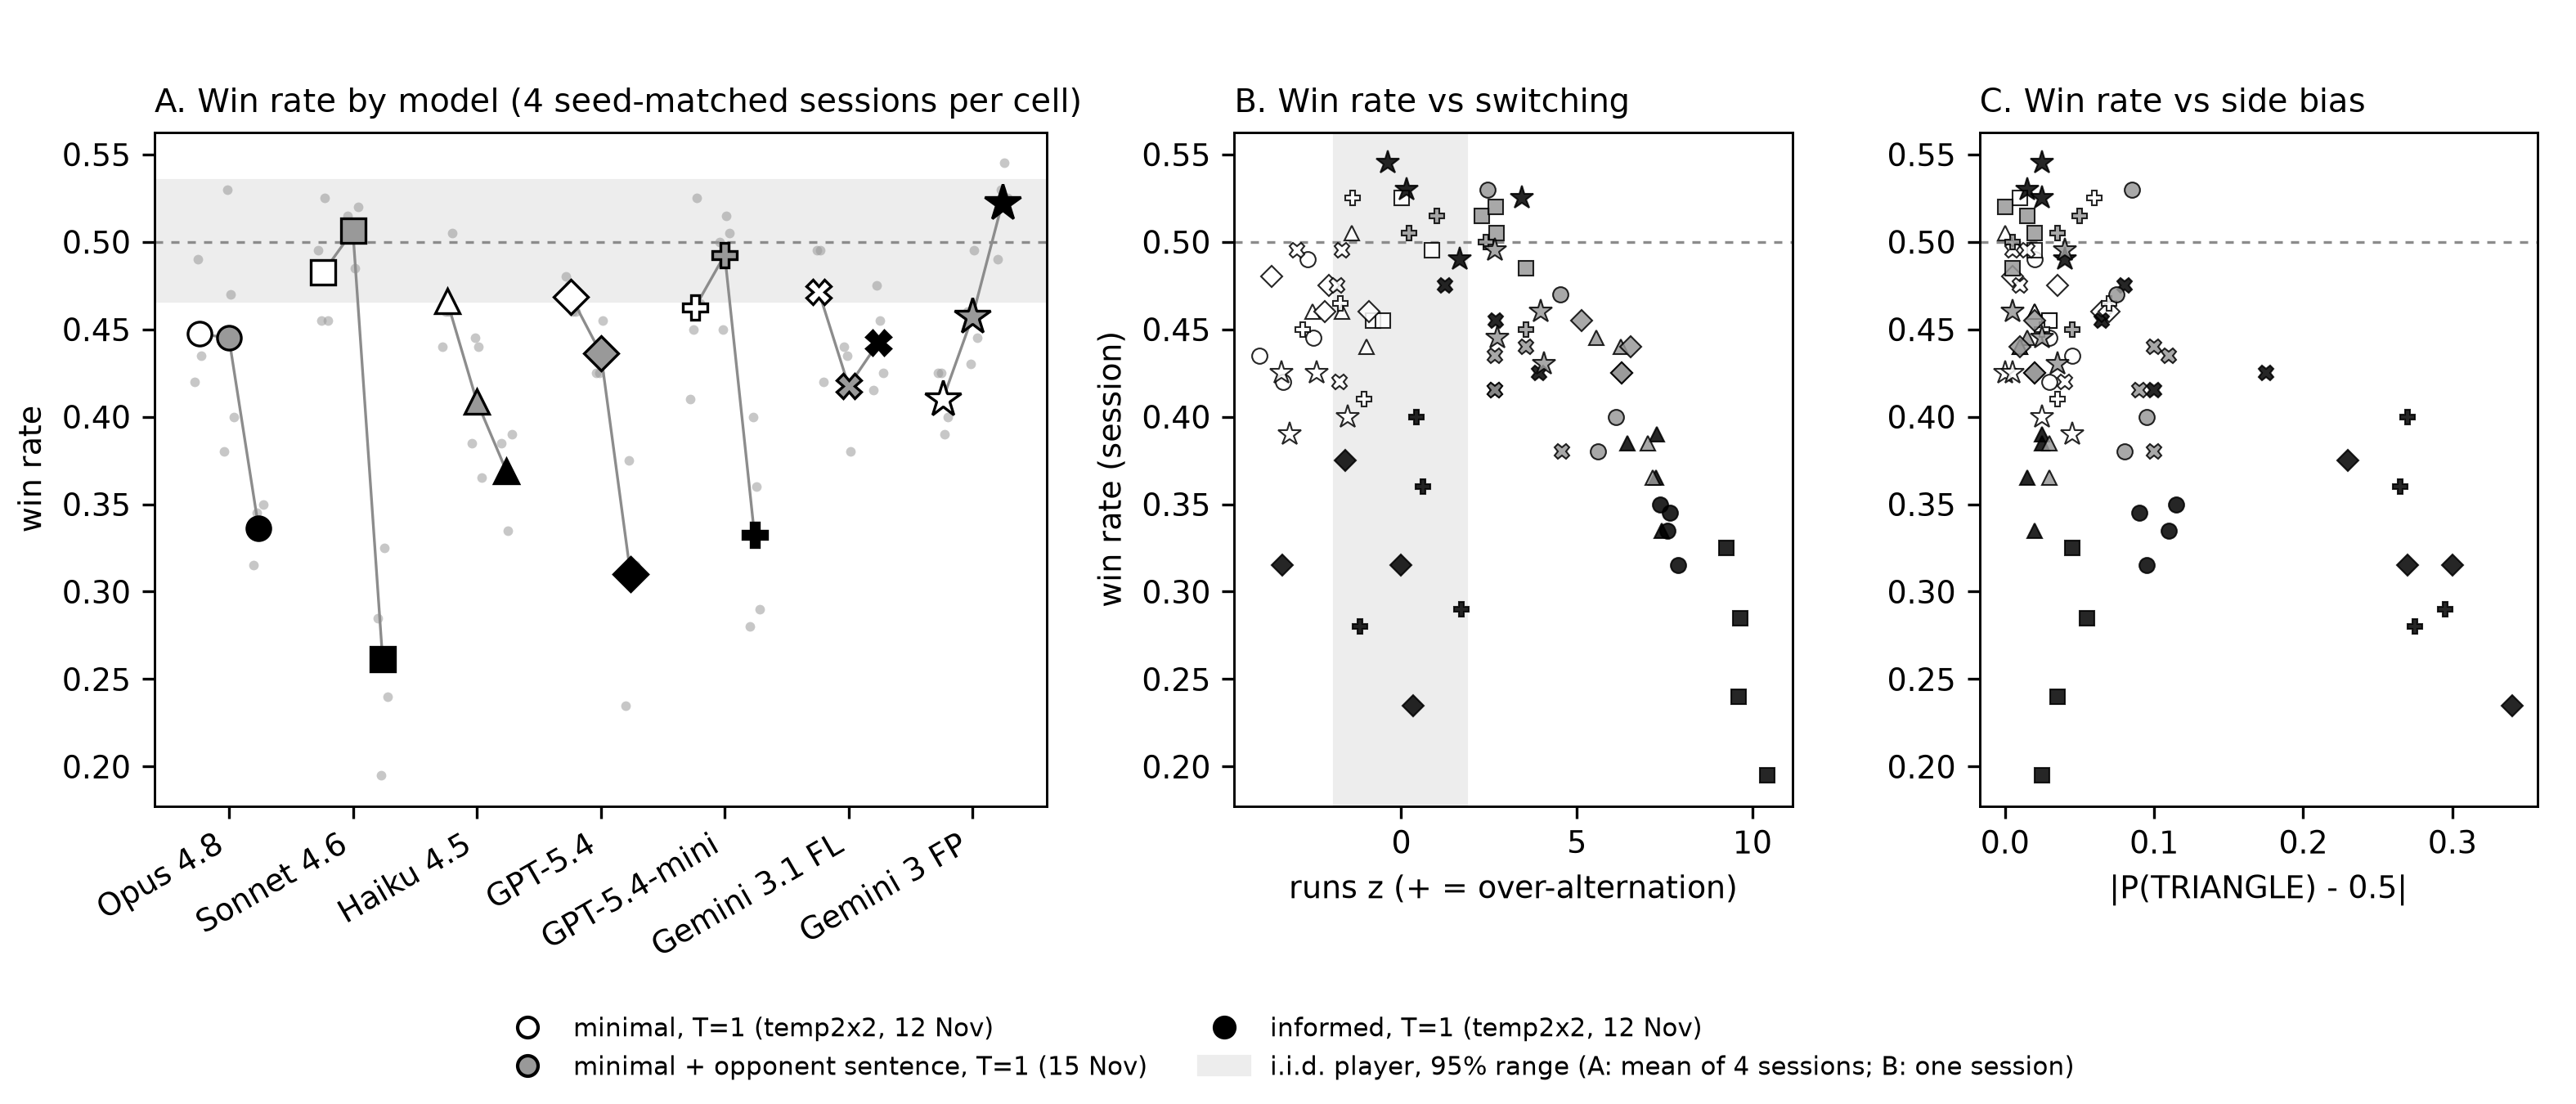 A. Win rate by model (4 seed-matched sessions per cell)
win rate
0.55
0.50
0.45
0.40
0.35
0.30
0.25
0.20
Opus 4.8
Sonnet 4.6
Haiku 4.5
GPT-5.4
GPT-5.4-mini
Gemini 3.1 FL
Gemini 3 FP
B. Win rate vs switching
win rate (session)
0.55
0.50
0.45
0.40
0.35
0.30
0.25
0.20
0
5
10
runs z (+ = over-alternation)
C. Win rate vs side bias
0.55
0.50
0.45
0.40
0.35
0.30
0.25
0.20
0.0
0.1
0.2
0.3
|P(TRIANGLE) - 0.5|
minimal, T=1 (temp2x2, 12 Nov)
minimal + opponent sentence, T=1 (15 Nov)
informed, T=1 (temp2x2, 12 Nov)
i.i.d. player, 95% range (A: mean of 4 sessions; B: one session)